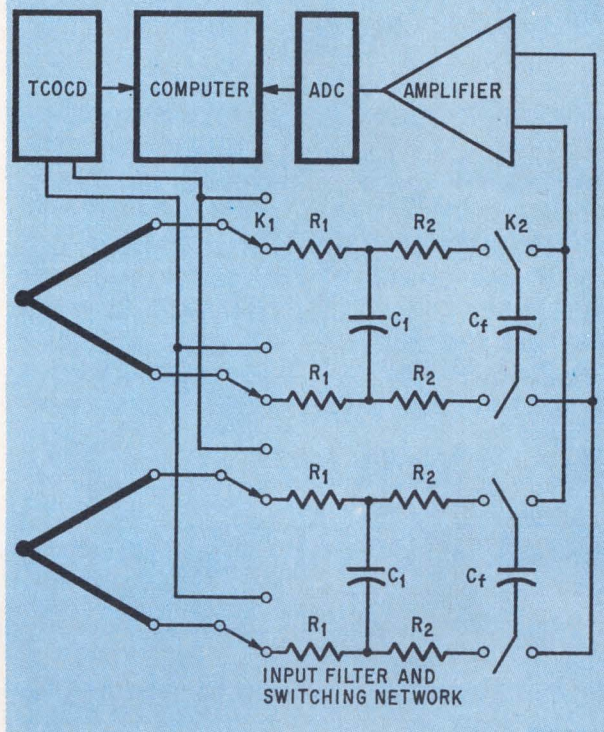 TCOCD
COMPUTER
ADC
AMPLIFIER
K1
R1
R2
K2
C1
Cf
R1
R2
R1
R2
C1
Cf
R1
R2
INPUT FILTER AND
SWITCHING NETWORK